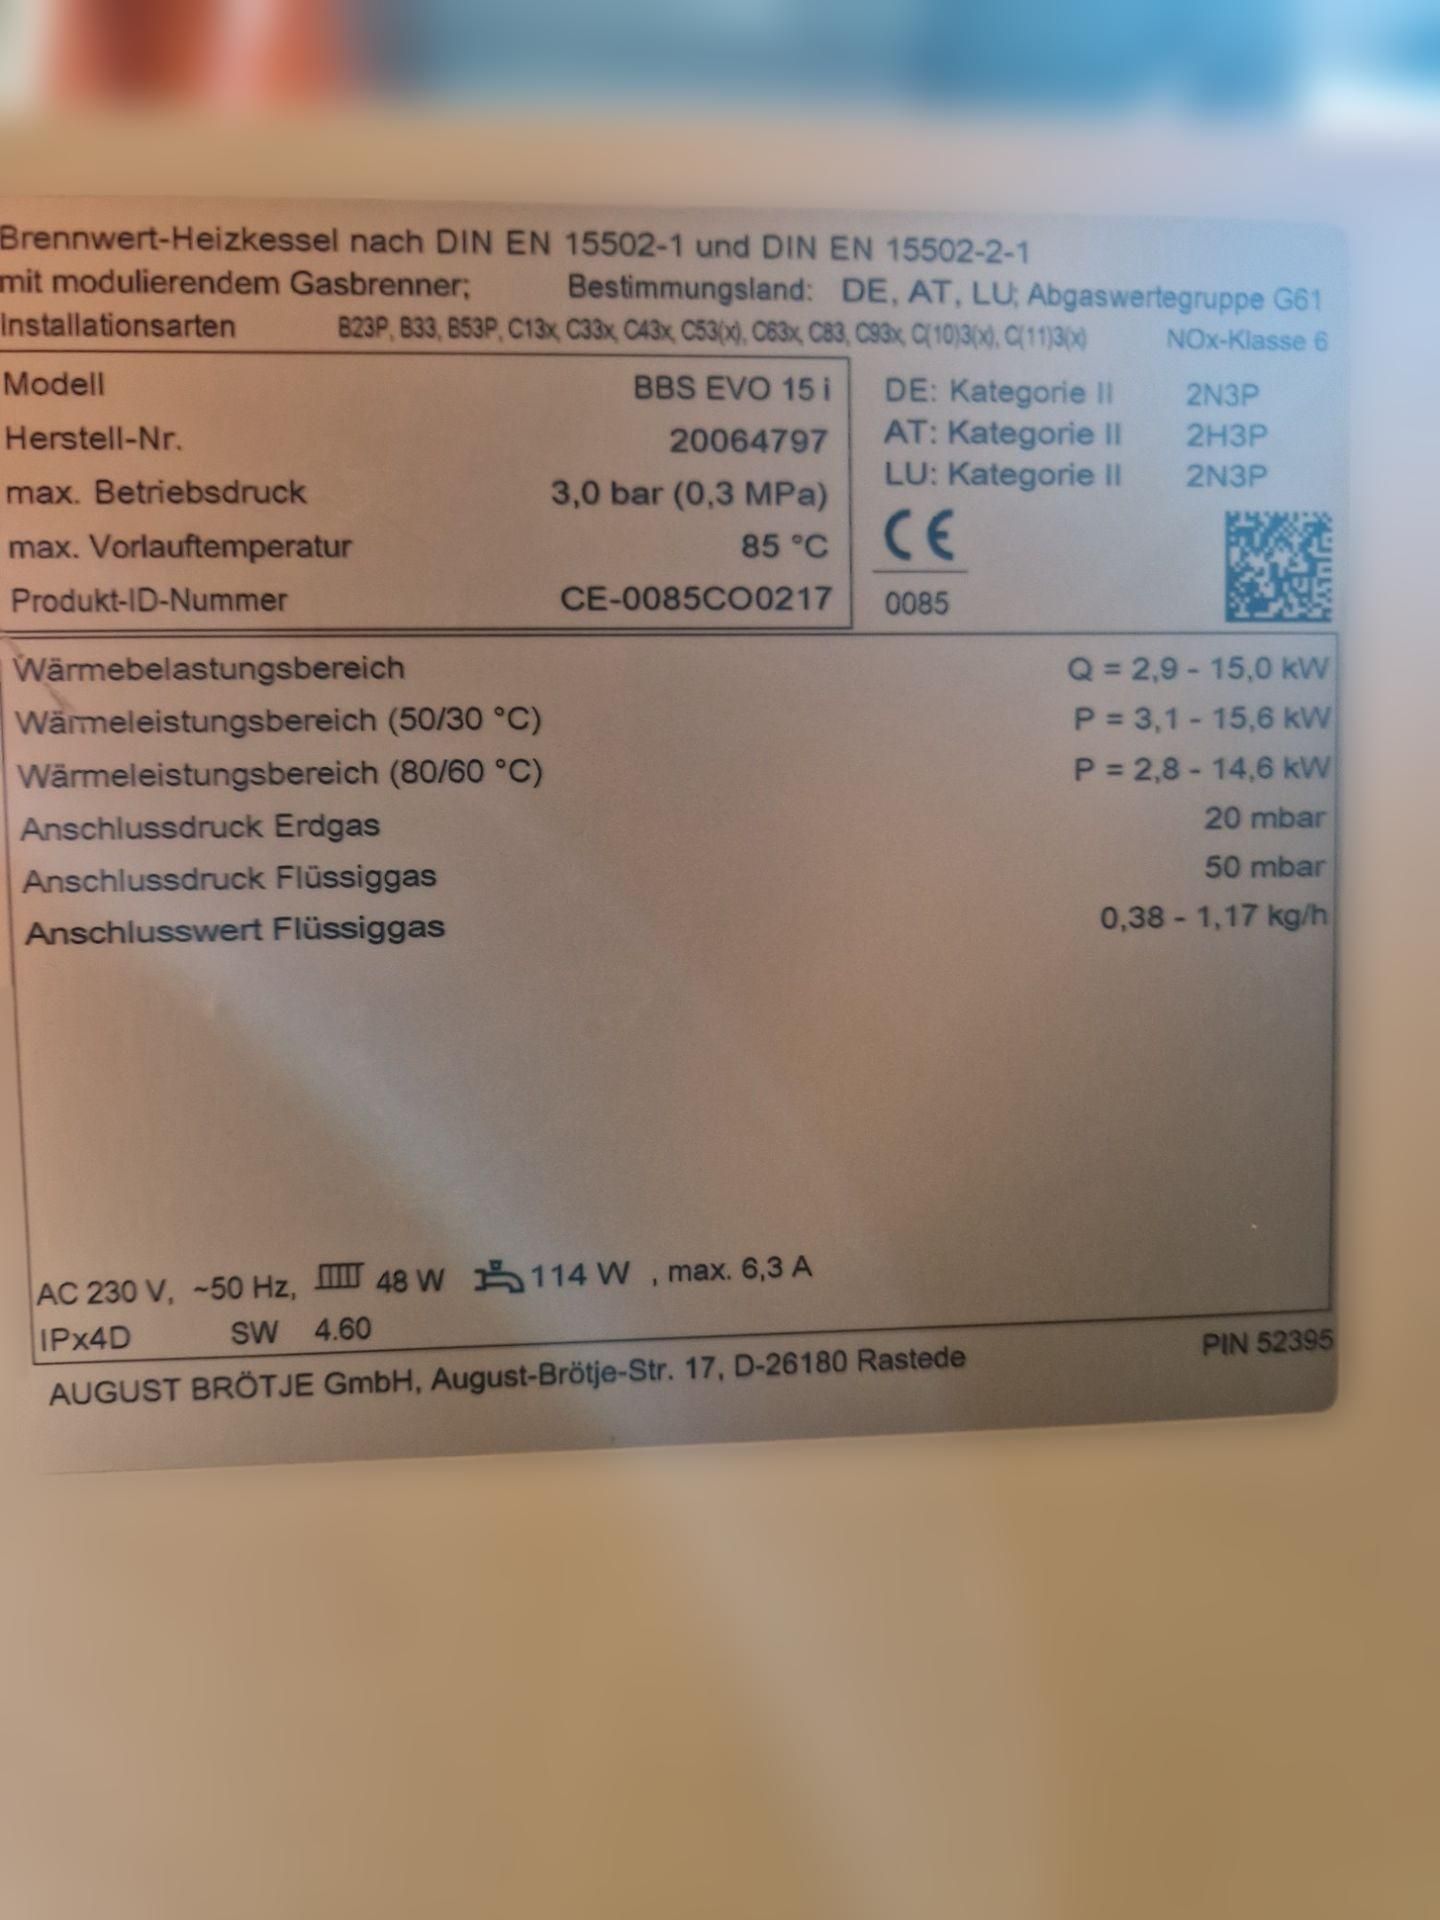 Brennwert-Heizkessel nach DIN EN 15502-1 und DIN EN 15502-2-1
mit modulierendem Gasbrenner; Bestimmungsland: DE, AT, LU; Abgaswertegruppe G61
Installationsarten B23P, B33, B53P, C13x, C33x, C43x, C53(x), C63x, C83, C93x, C(10)3(x), C(11)3(x) NOx-Klasse 6
Modell BBS EVO 15 i
Herstell-Nr. 20064797
max. Betriebsdruck 3,0 bar (0,3 MPa)
max. Vorlauftemperatur 85 °C
Produkt-ID-Nummer CE-0085CO0217
DE: Kategorie II 2N3P
AT: Kategorie II 2H3P
LU: Kategorie II 2N3P
CE
0085
Wärmebelastungsbereich Q = 2,9 - 15,0 kW
Wärmeleistungsbereich (50/30 °C) P = 3,1 - 15,6 kW
Wärmeleistungsbereich (80/60 °C) P = 2,8 - 14,6 kW
Anschlussdruck Erdgas 20 mbar
Anschlussdruck Flüssiggas 50 mbar
Anschlusswert Flüssiggas 0,38 - 1,17 kg/h
AC 230 V, ~50 Hz, 48 W 114 W , max. 6,3 A
IPx4D SW 4.60
AUGUST BRÖTJE GmbH, August-Brötje-Str. 17, D-26180 Rastede PIN 52395